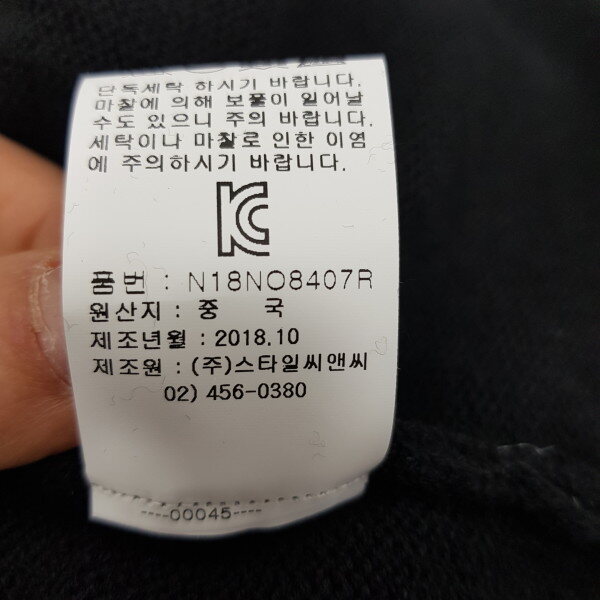 단독세탁 하시기 바랍니다.
마찰에 의해 보풀이 일어날
수도 있으니 주의 바랍니다.
세탁이나 마찰로 인한 이염
에 주의하시기 바랍니다.
KC
품번 : N18NO8407R
원산지 : 중 국
제조년월 : 2018.10
제조원 : (주)스타일씨앤씨
02) 456-0380
----00045----